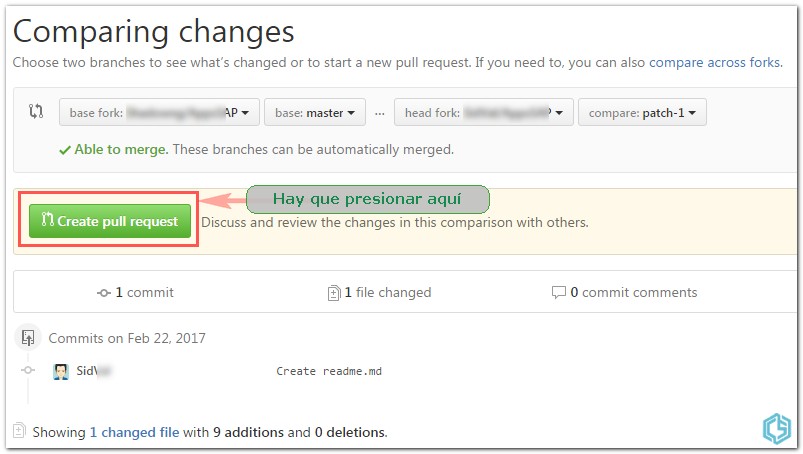 Comparing changes
Choose two branches to see what's changed or to start a new pull request. If you need to, you can also compare across forks.
base fork: AP base: master ... head fork: P compare: patch-1
Able to merge. These branches can be automatically merged.
Hay que presionar aquí
Create pull request Discuss and review the changes in this comparison with others.
1 commit 1 file changed 0 commit comments
Commits on Feb 22, 2017
Create readme.md
Showing 1 changed file with 9 additions and 0 deletions.